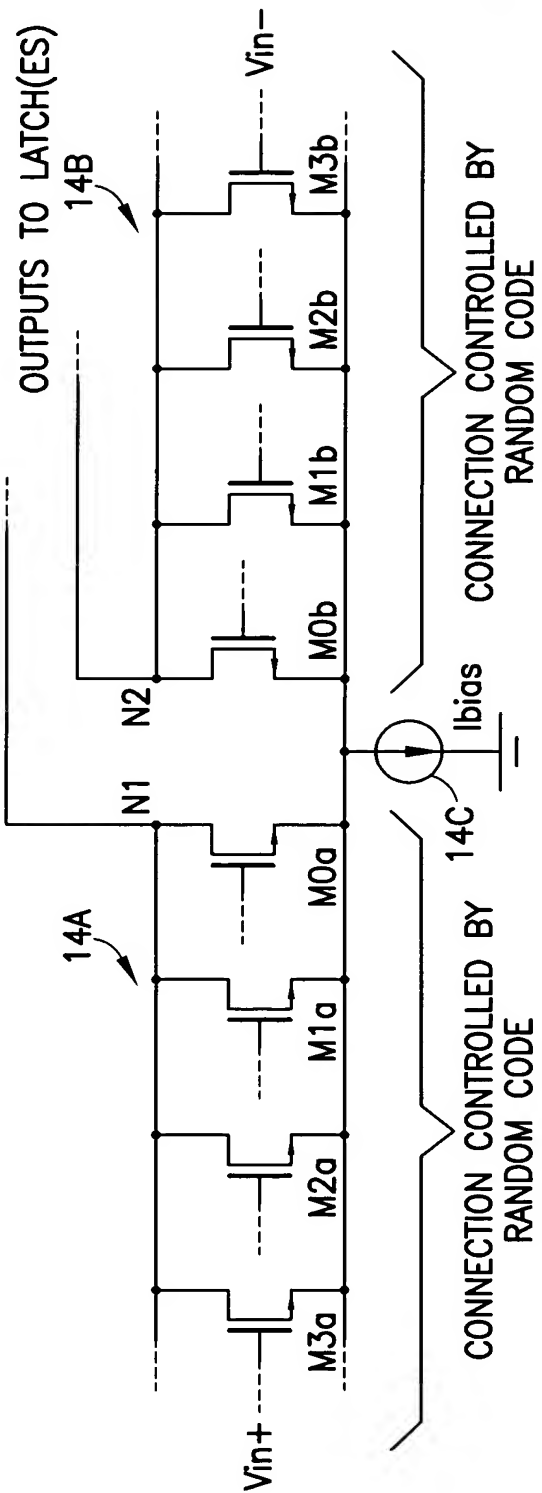 OUTPUTS TO LATCH(ES)
14A
N1
N2
14B
Vin+
M3a
M2a
M1a
M0a
M0b
M1b
M2b
M3b
Vin-
14C
Ibias
CONNECTION CONTROLLED BY
RANDOM CODE
CONNECTION CONTROLLED BY
RANDOM CODE